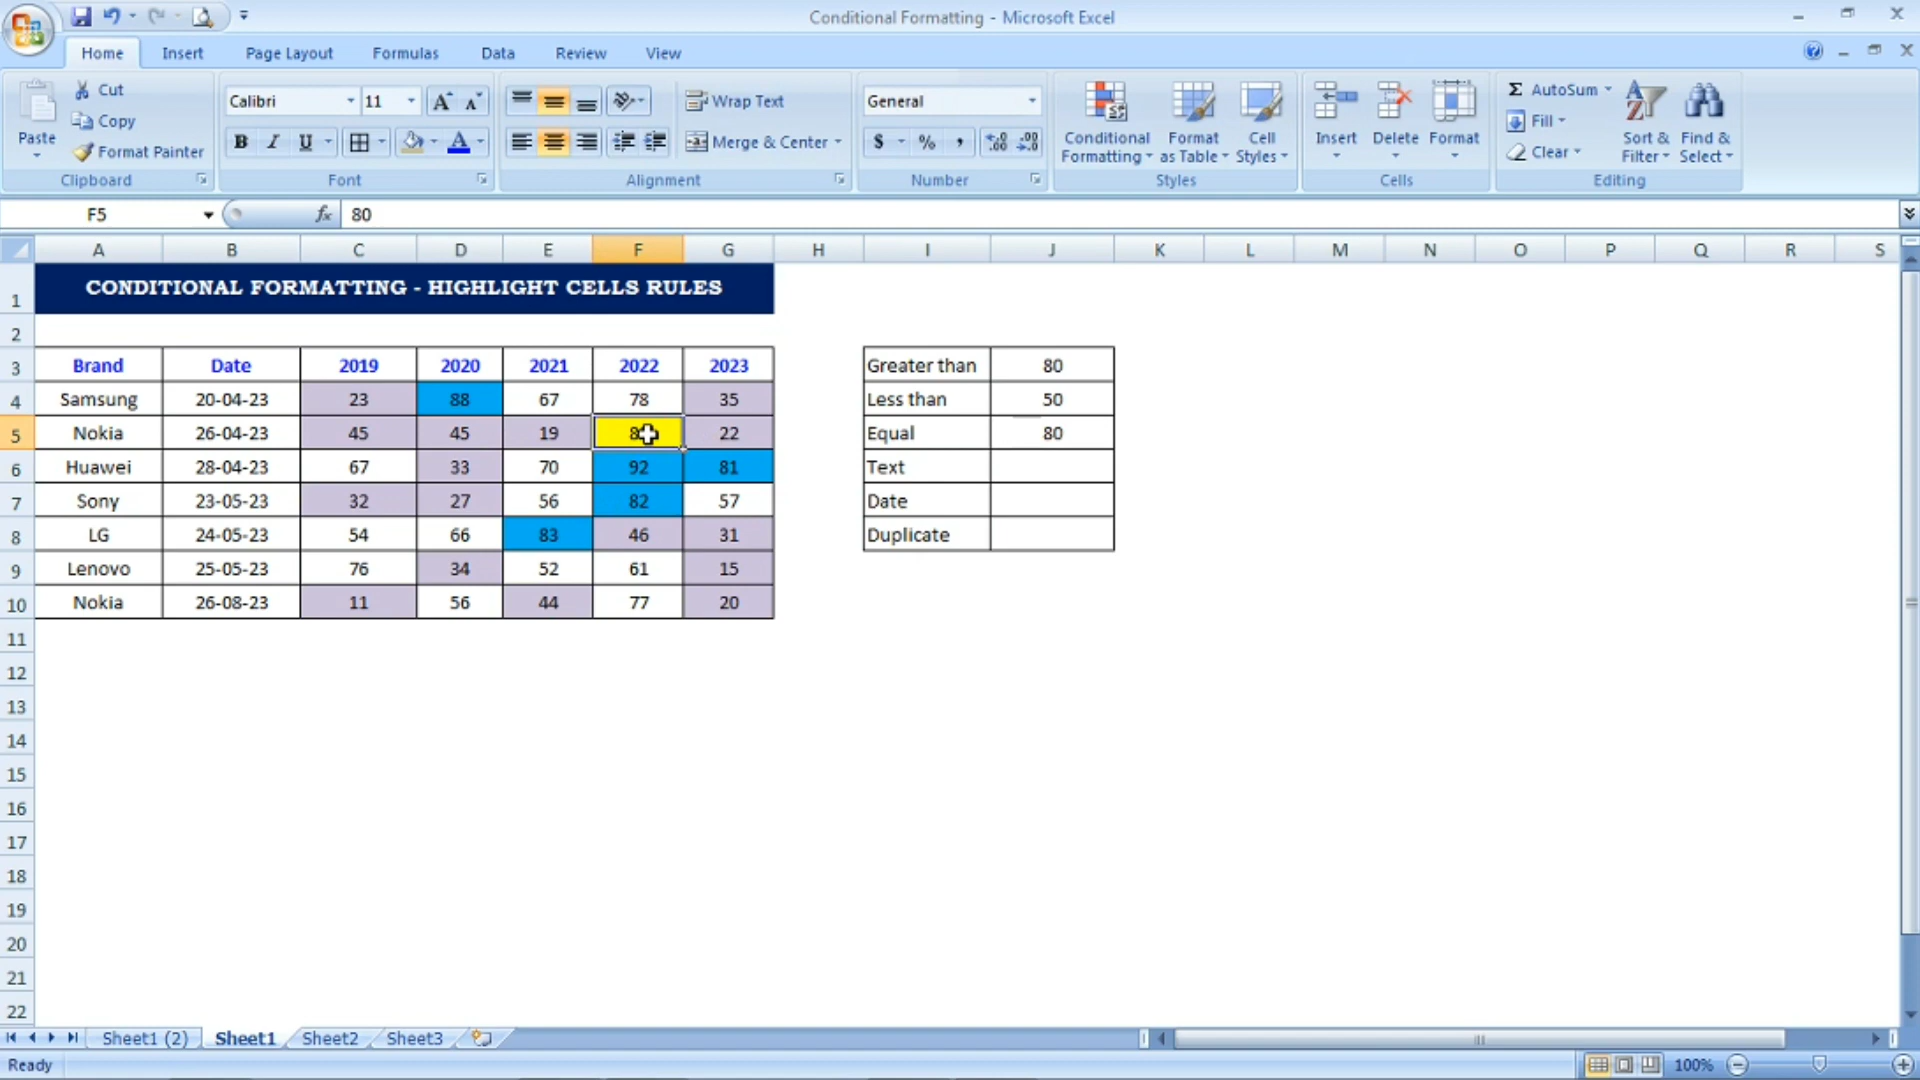 Conditional Formatting - Microsoft Excel
Home Insert Page Layout Formulas Data Review View
Paste
Cut
Copy
Format Painter
Clipboard
Calibri 11
B I U
Font
Wrap Text
Merge & Center
Alignment
General
$ % ,
Number
Conditional Formatting
Format as Table
Cell Styles
Styles
Insert Delete Format
Cells
Σ AutoSum
Fill
Clear
Sort & Filter
Find & Select
Editing
F5 fx 80
A B C D E F G H I J K L M N O P Q R S
1 CONDITIONAL FORMATTING - HIGHLIGHT CELLS RULES
2
3 Brand Date 2019 2020 2021 2022 2023 Greater than 80
4 Samsung 20-04-23 23 88 67 78 35 Less than 50
5 Nokia 26-04-23 45 45 19 22 Equal 80
6 Huawei 28-04-23 67 33 70 92 81 Text
7 Sony 23-05-23 32 27 56 82 57 Date
8 LG 24-05-23 54 66 83 46 31 Duplicate
9 Lenovo 25-05-23 76 34 52 61 15
10 Nokia 26-08-23 11 56 44 77 20
11
12
13
14
15
16
17
18
19
20
21
22
Sheet1 (2) Sheet1 Sheet2 Sheet3
Ready 100%